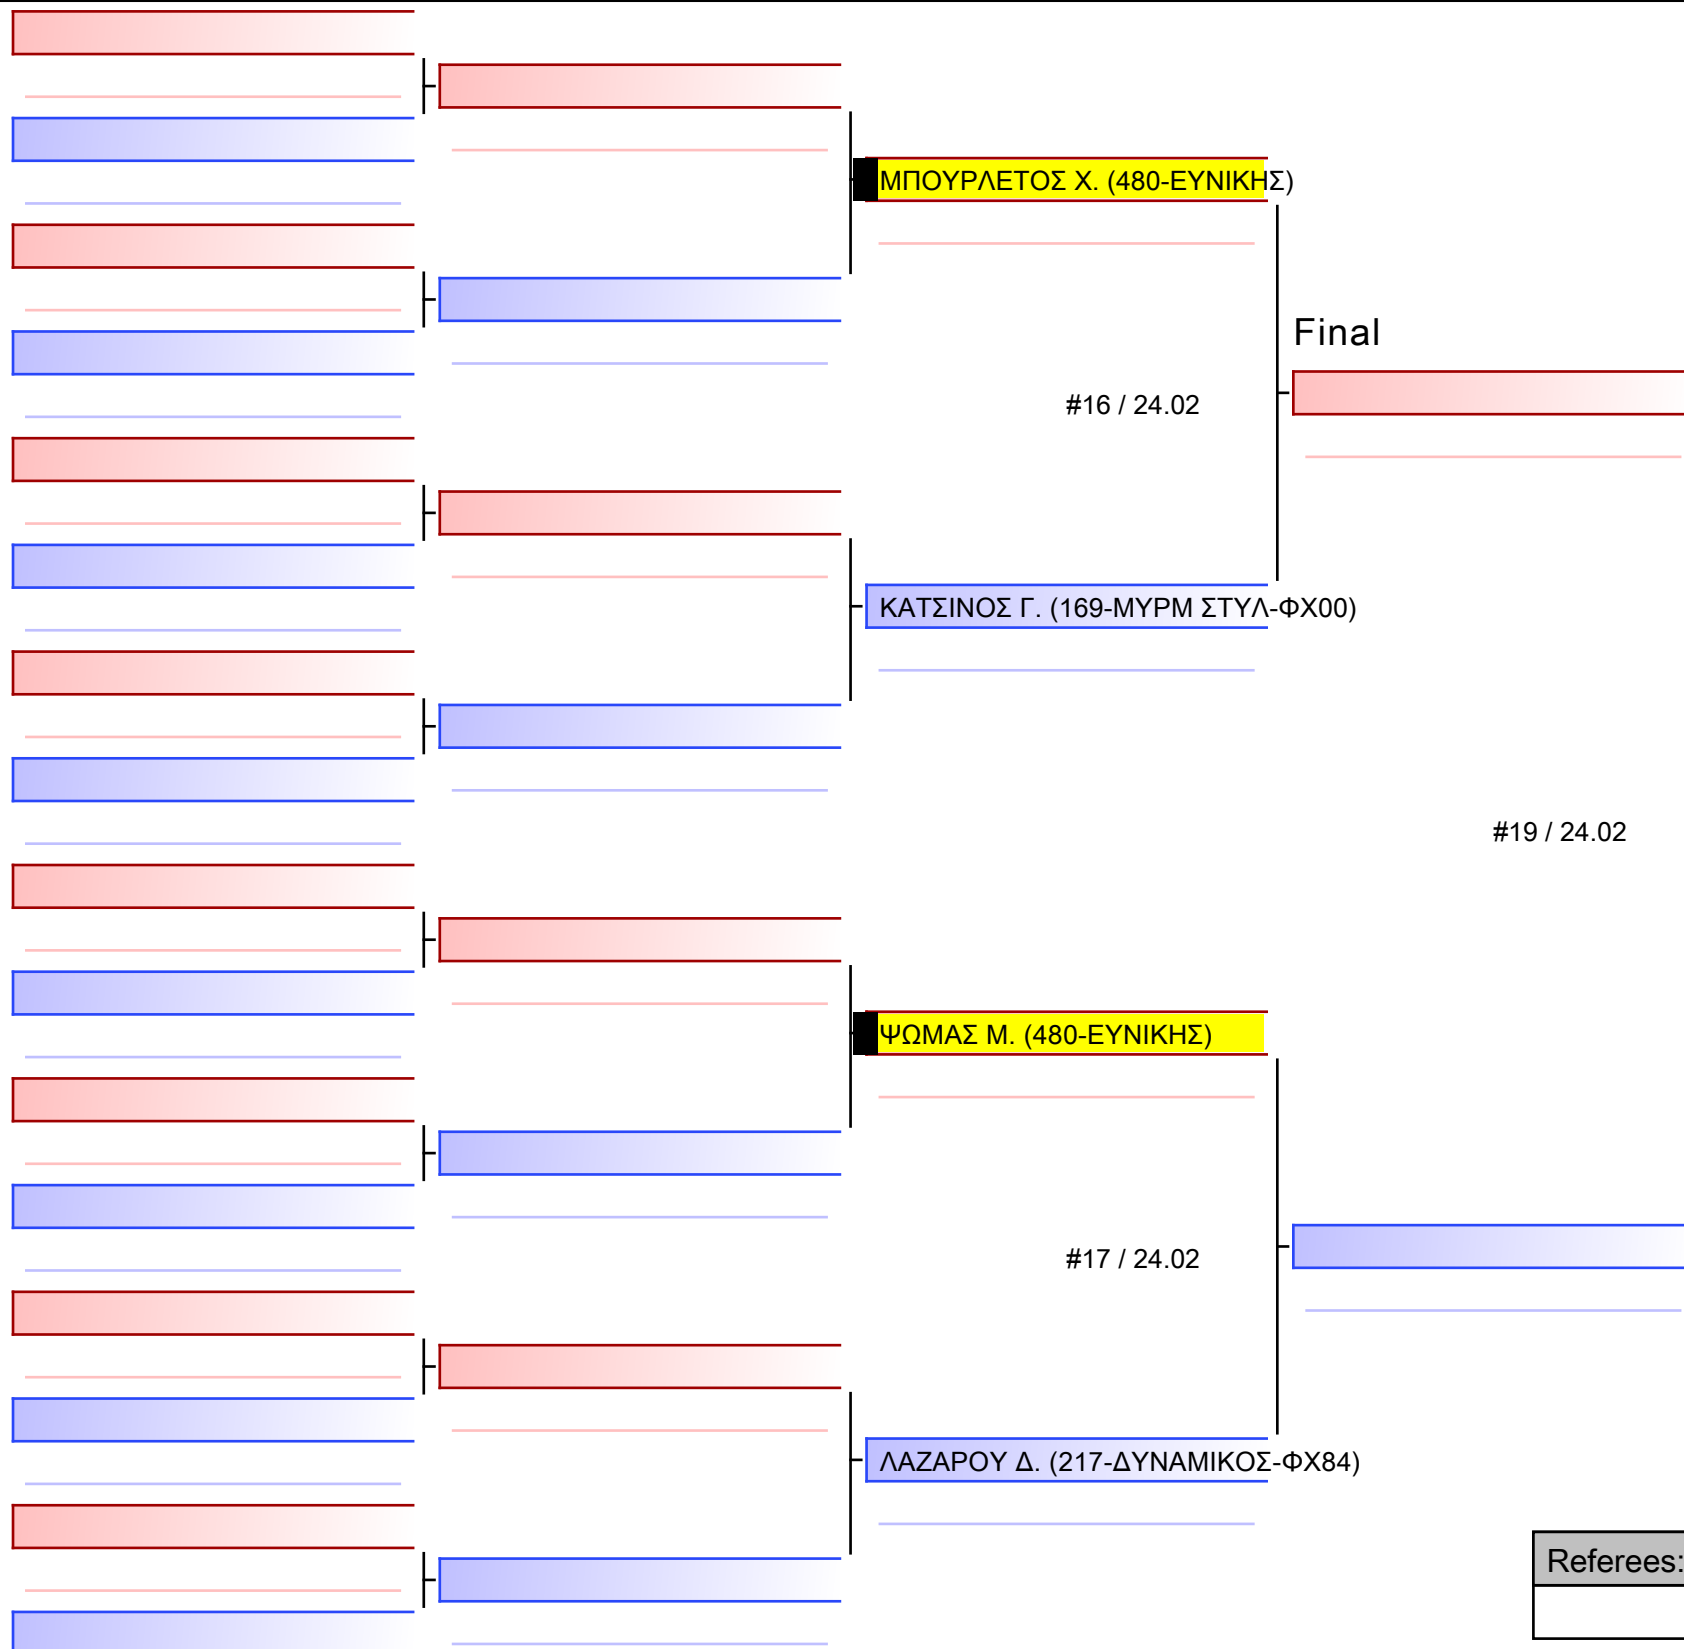 ΜΠΟΥΡΛΕΤΟΣ Χ. (480-ΕΥΝΙΚΗΣ)
Final
#16 / 24.02
ΚΑΤΣΙΝΟΣ Γ. (169-ΜΥΡΜ ΣΤΥΛ-ΦΧ00)
#19 / 24.02
ΨΩΜΑΣ Μ. (480-ΕΥΝΙΚΗΣ)
#17 / 24.02
ΛΑΖΑΡΟΥ Δ. (217-ΔΥΝΑΜΙΚΟΣ-ΦΧ84)
Referees: